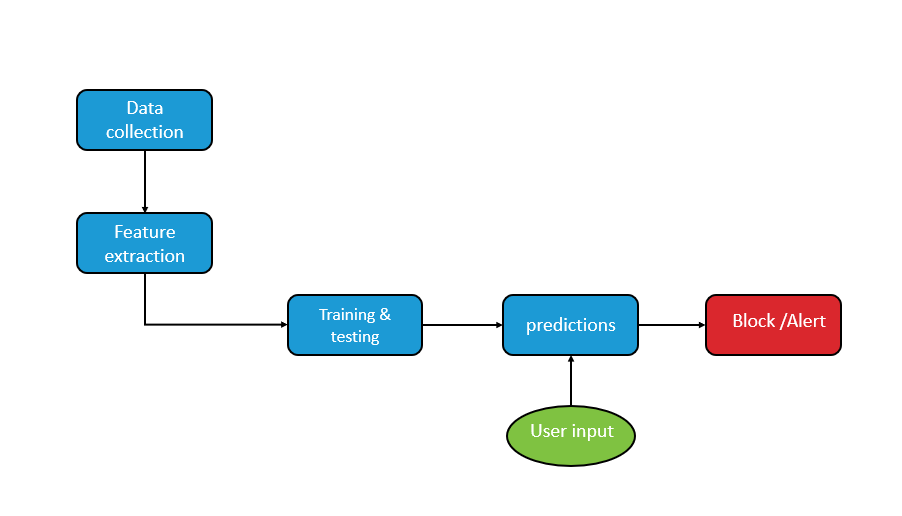 Data
collection
Feature
extraction
Training &
testing
predictions
Block /Alert
User input